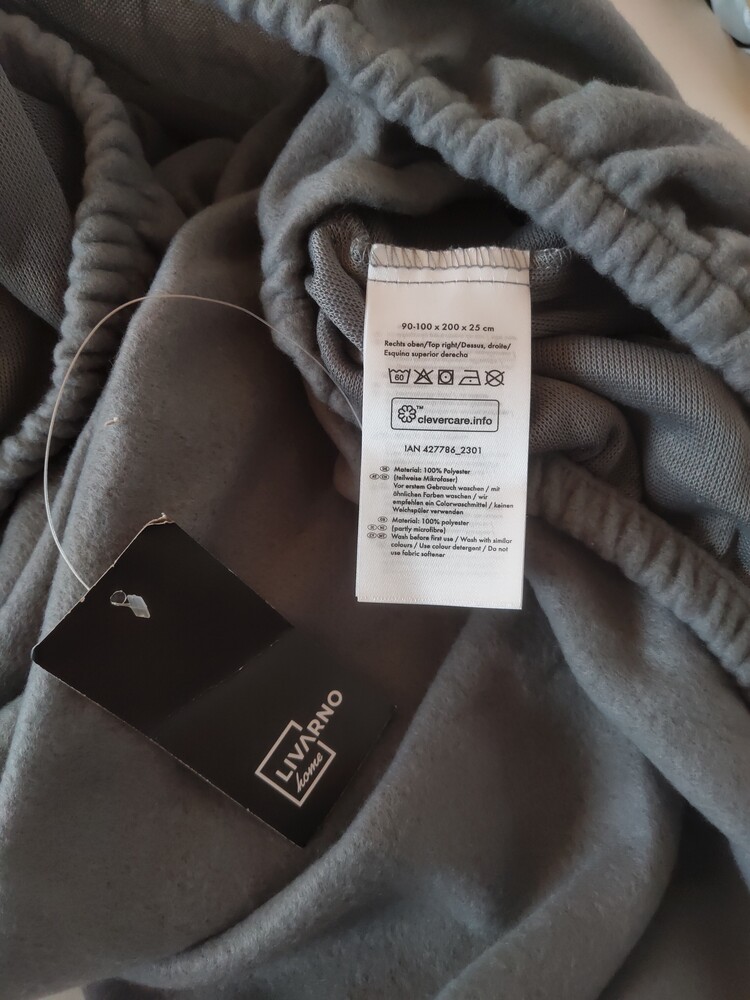 90-100 x 200 x 25 cm
Rechts oben/Top right/Dessus, droite/
Esquina superior derecha
60
™
clevercare.info
IAN 427786_2301
Material: 100% Polyester
(teilweise Mikrofaser)
Vor erstem Gebrauch waschen / mit
ähnlichen Farben waschen / wir
empfehlen ein Colorwaschmittel / keinen
Weichspüler verwenden
Material: 100% polyester
(partly microfibre)
Wash before first use / Wash with similar
colours / Use colour detergent / Do not
use fabric softener
LIVARNO
home